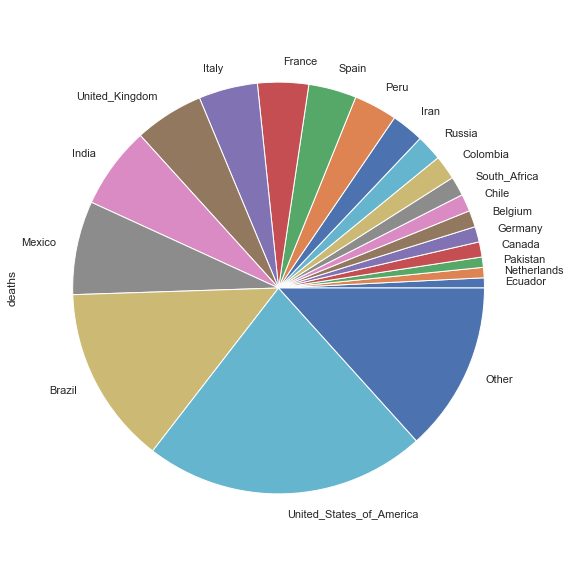 France
Italy
Spain
Peru
United_Kingdom
Iran
Russia
India
Colombia
South_Africa
Chile
Belgium
Germany
Mexico
Canada
Pakistan
Netherlands
Ecuador
deaths
Other
Brazil
United_States_of_America